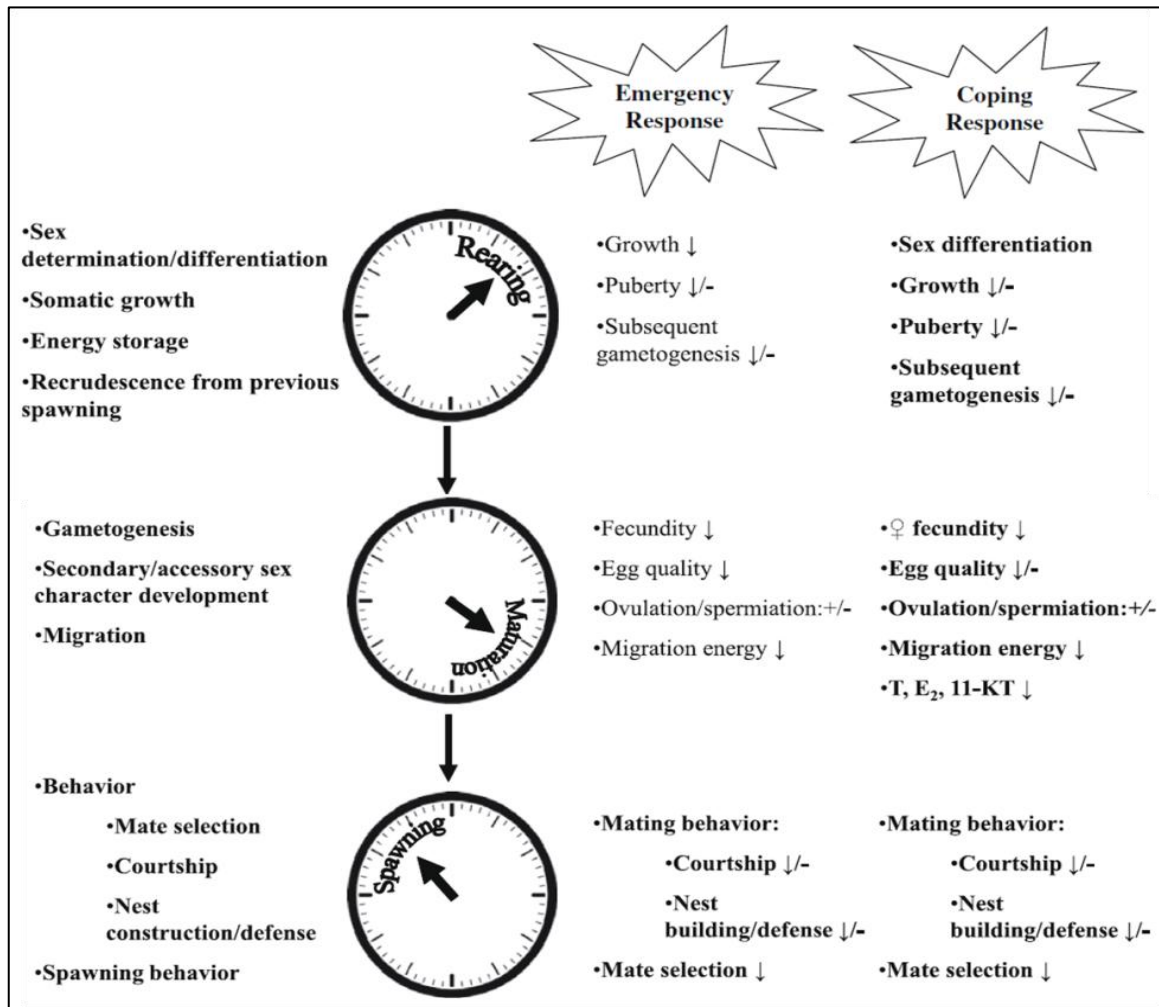 Emergency
Response
Coping
Response
•Sex
determination/differentiation
•Somatic growth
•Energy storage
•Recrudescence from previous
spawning
Rearing
•Growth ↓
•Puberty ↓/-
•Subsequent
gametogenesis ↓/-
•Sex differentiation
•Growth ↓/-
•Puberty ↓/-
•Subsequent
gametogenesis ↓/-
•Gametogenesis
•Secondary/accessory sex
character development
•Migration
Maturation
•Fecundity ↓
•Egg quality ↓
•Ovulation/spermiation:+/-
•Migration energy ↓
•♀ fecundity ↓
•Egg quality ↓/-
•Ovulation/spermiation:+/-
•Migration energy ↓
•T, E₂, 11-KT ↓
•Behavior
•Mate selection
•Courtship
•Nest
construction/defense
•Spawning behavior
Spawning
•Mating behavior:
•Courtship ↓/-
•Nest
building/defense ↓/-
•Mate selection ↓
•Mating behavior:
•Courtship ↓/-
•Nest
building/defense ↓/-
•Mate selection ↓